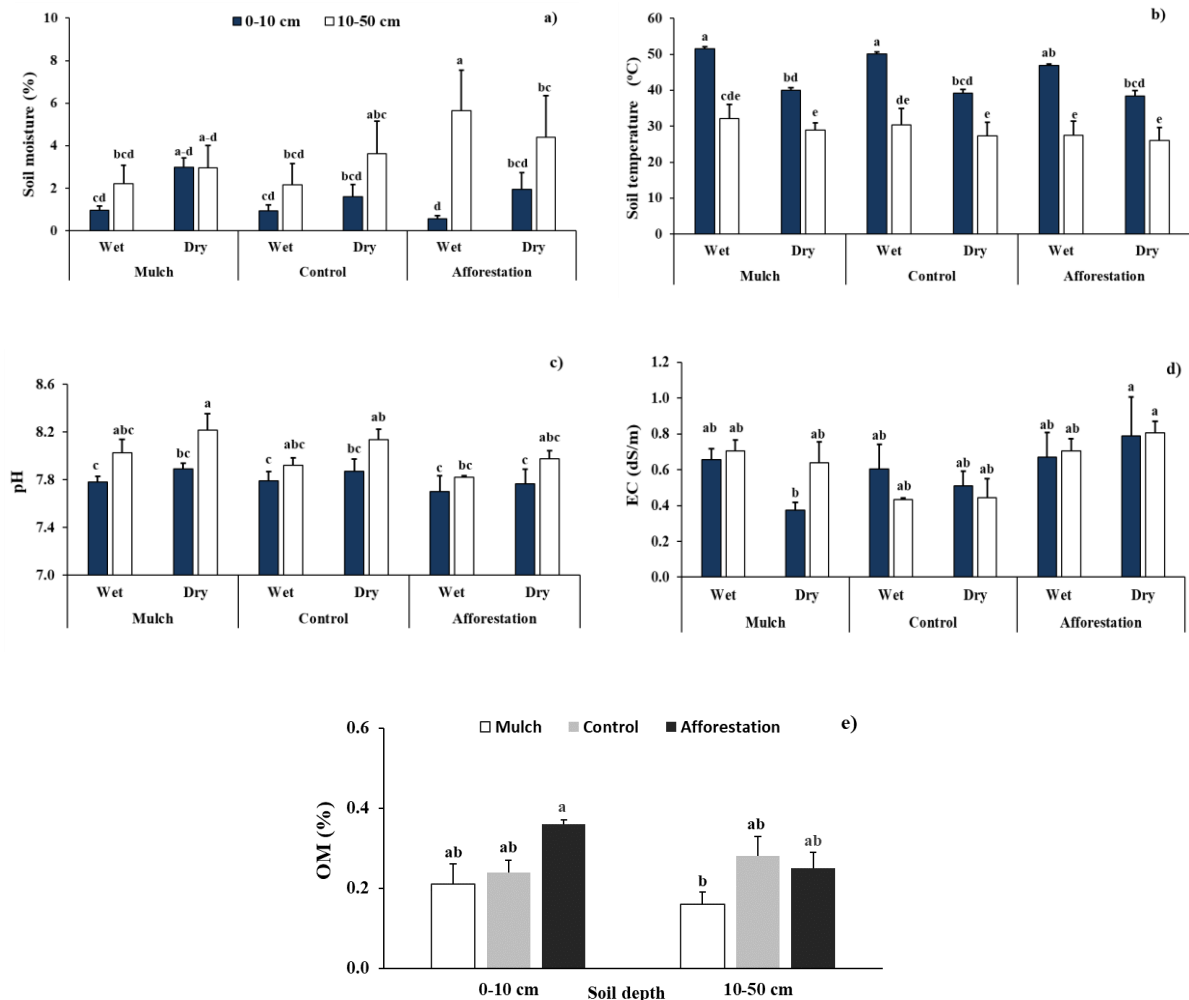 a)
0-10 cm 10-50 cm
Soil moisture (%)
10
8
6
4
2
0
cd bcd a-d a-d cd bcd bcd abc d a bcd bc
Wet Dry Wet Dry Wet Dry
Mulch Control Afforestation
b)
Soil temperature (°C)
60
50
40
30
20
10
0
a cde bd e a de bcd e ab e bcd e
Wet Dry Wet Dry Wet Dry
Mulch Control Afforestation
c)
pH
8.6
8.2
7.8
7.4
7.0
c abc bc a c abc bc ab c bc c abc
Wet Dry Wet Dry Wet Dry
Mulch Control Afforestation
d)
EC (dS/m)
1.2
1.0
0.8
0.6
0.4
0.2
0.0
ab ab b ab ab ab ab ab ab ab a a
Wet Dry Wet Dry Wet Dry
Mulch Control Afforestation
e)
Mulch Control Afforestation
OM (%)
0.6
0.4
0.2
0.0
ab ab a b ab ab
0-10 cm Soil depth 10-50 cm